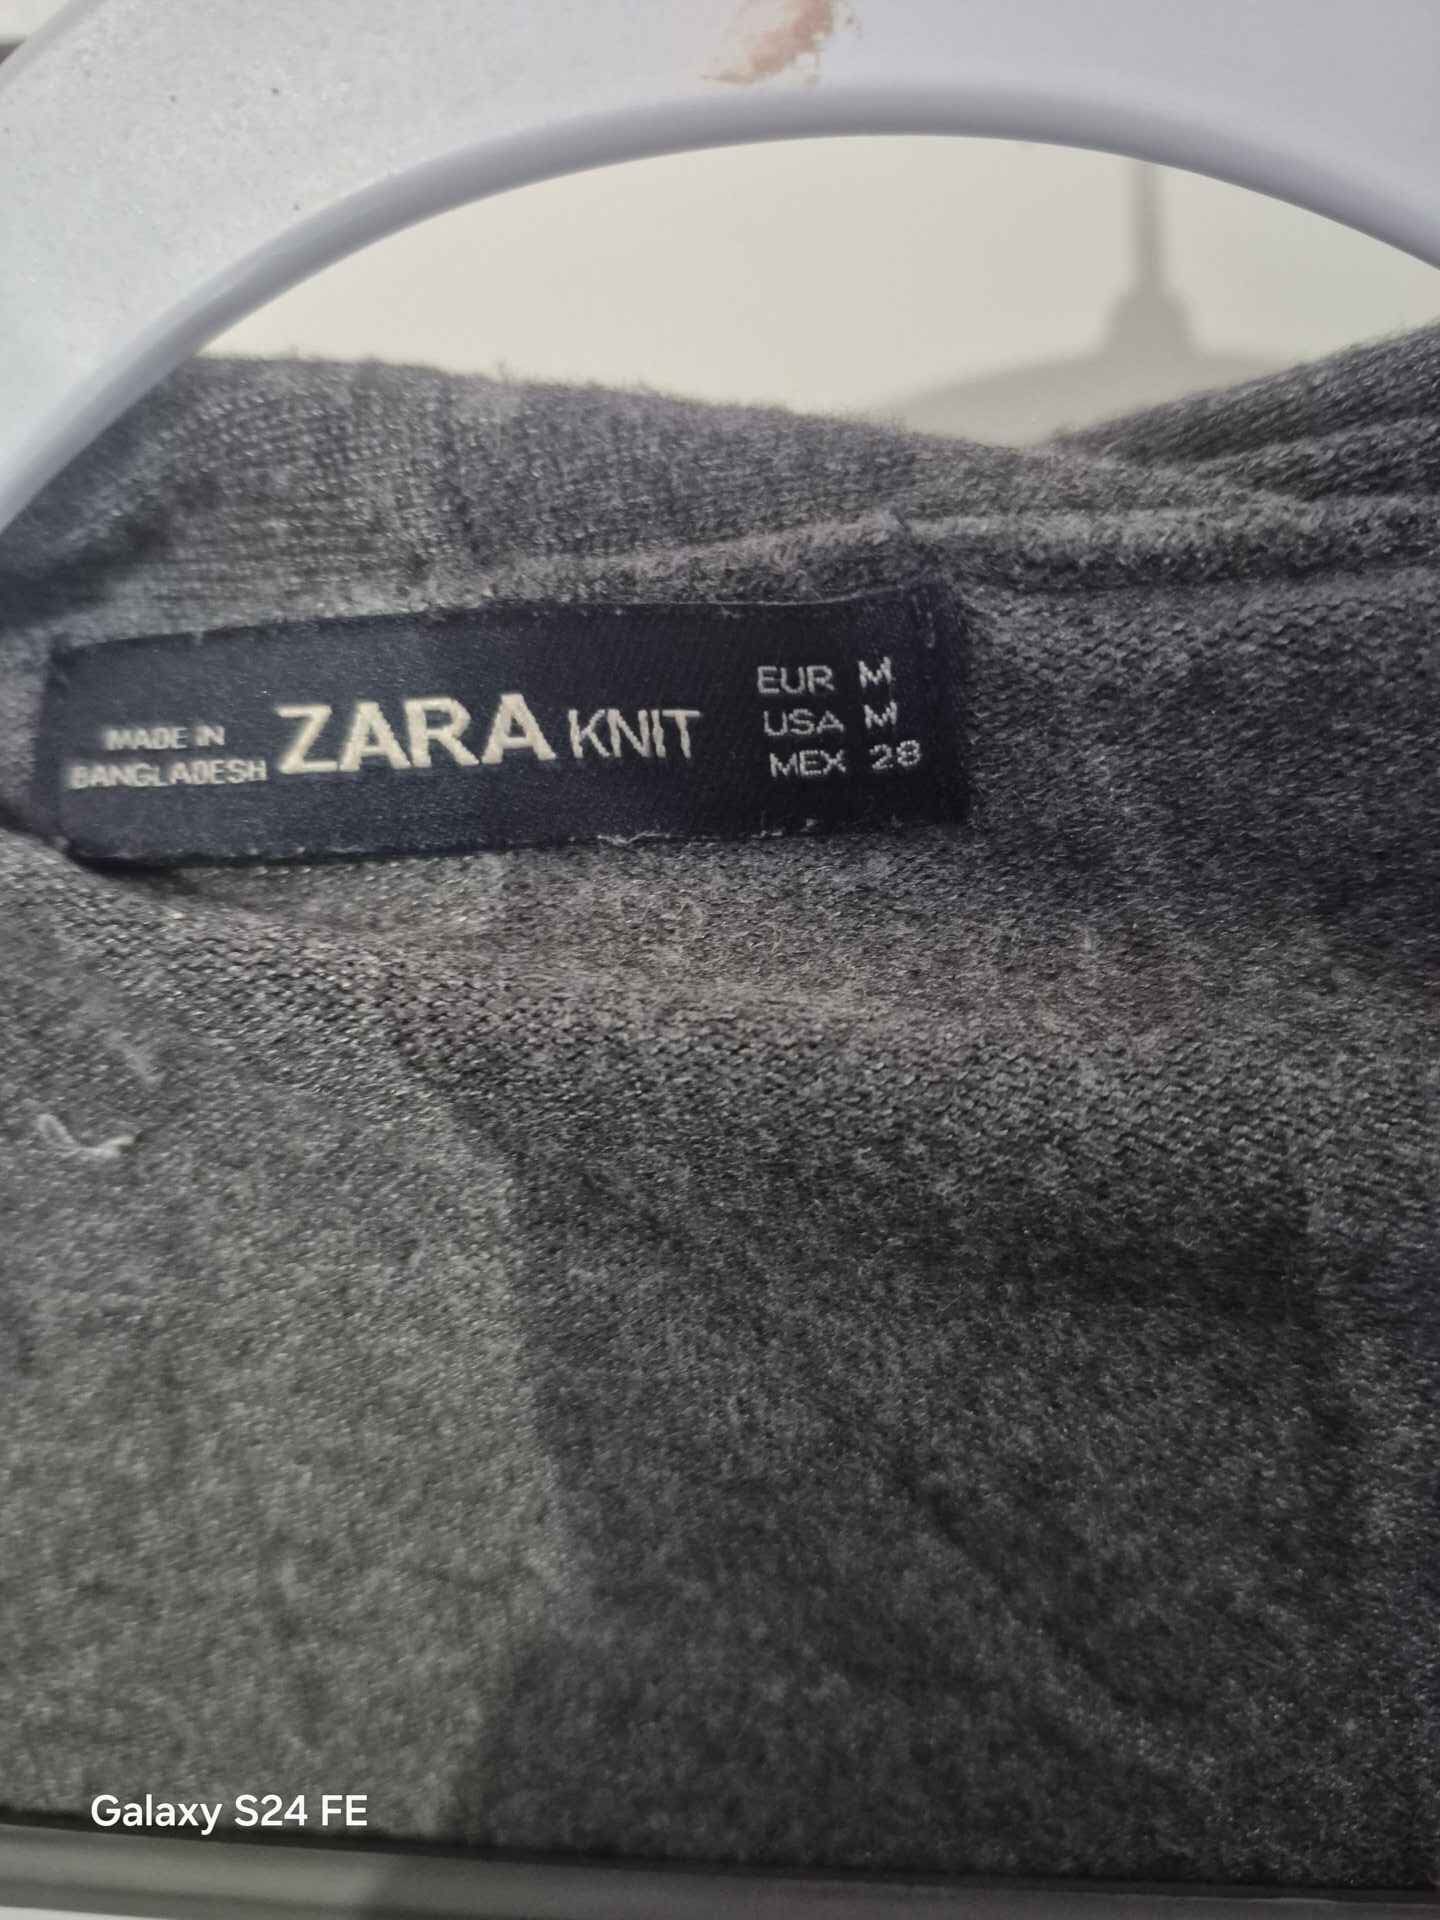 MADE IN
BANGLADESH
ZARA KNIT
EUR M
USA M
MEX 28
Galaxy S24 FE